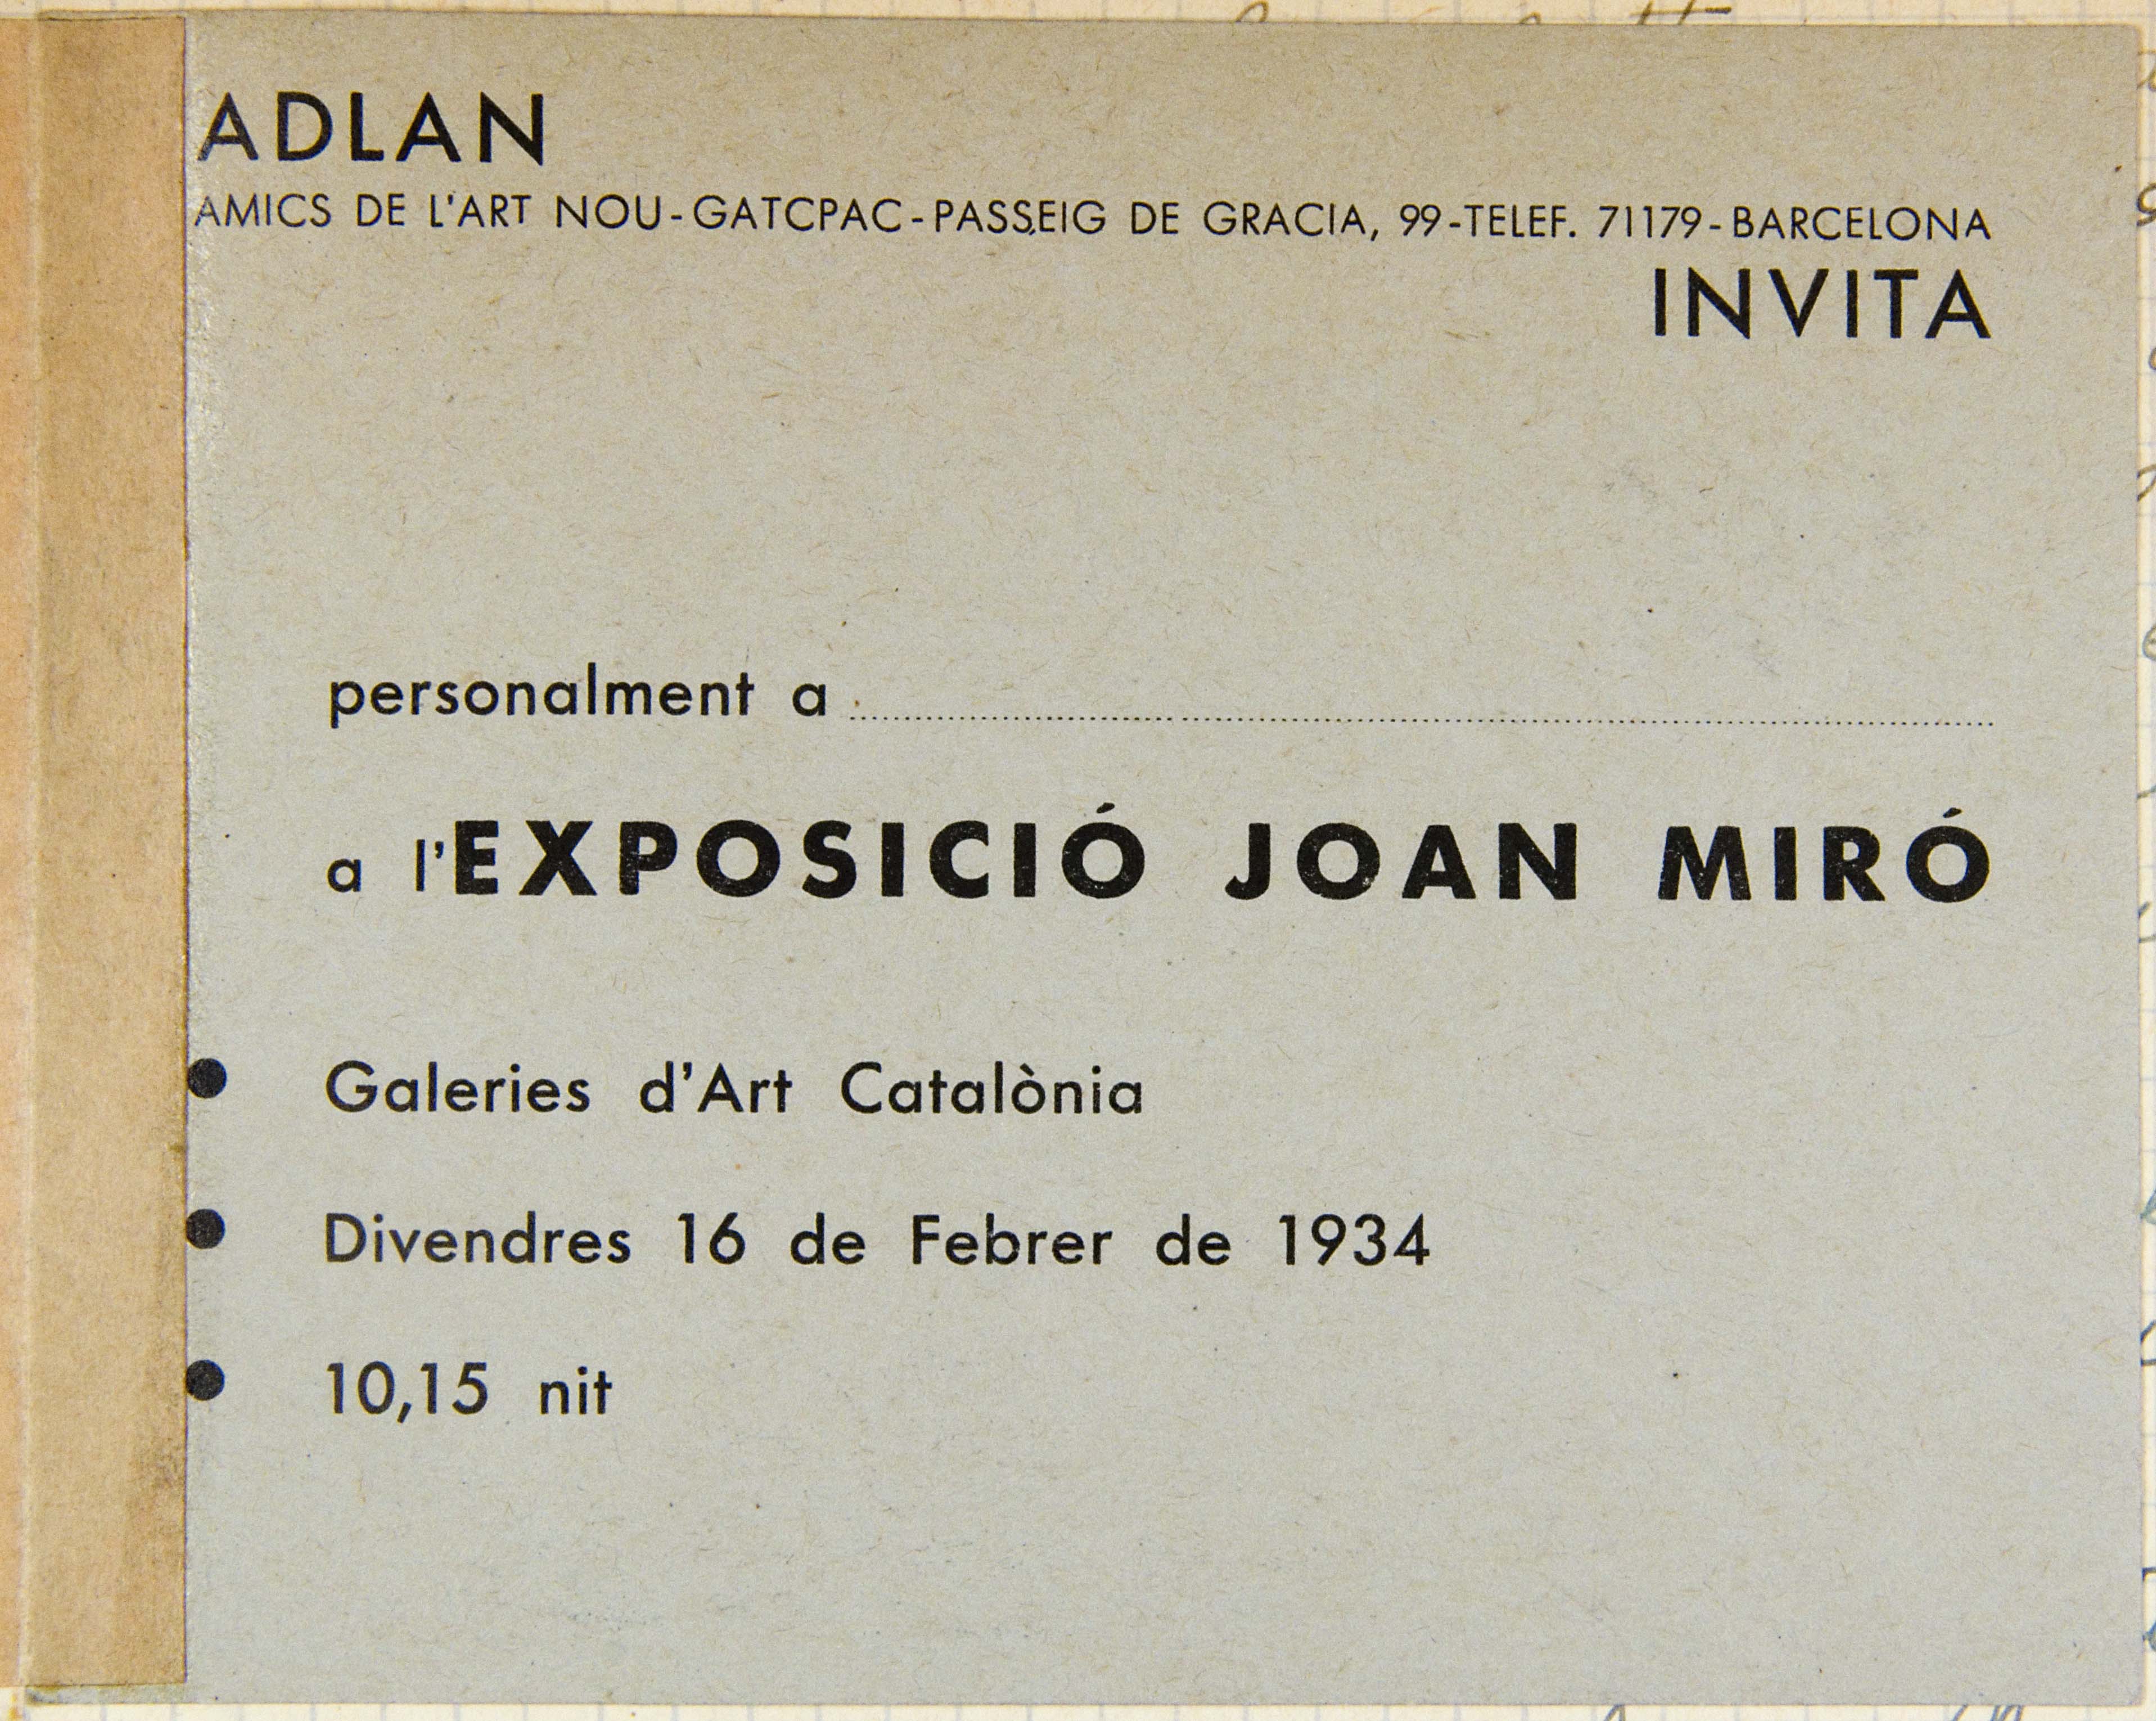 ADLAN
AMICS DE L'ART NOU-GATCPAC-PASSEIG DE GRACIA, 99-TELEF. 71179-BARCELONA
INVITA
personalment a
a l'EXPOSICIÓ JOAN MIRÓ
● Galeries d'Art Catalònia
● Divendres 16 de Febrer de 1934
● 10,15 nit